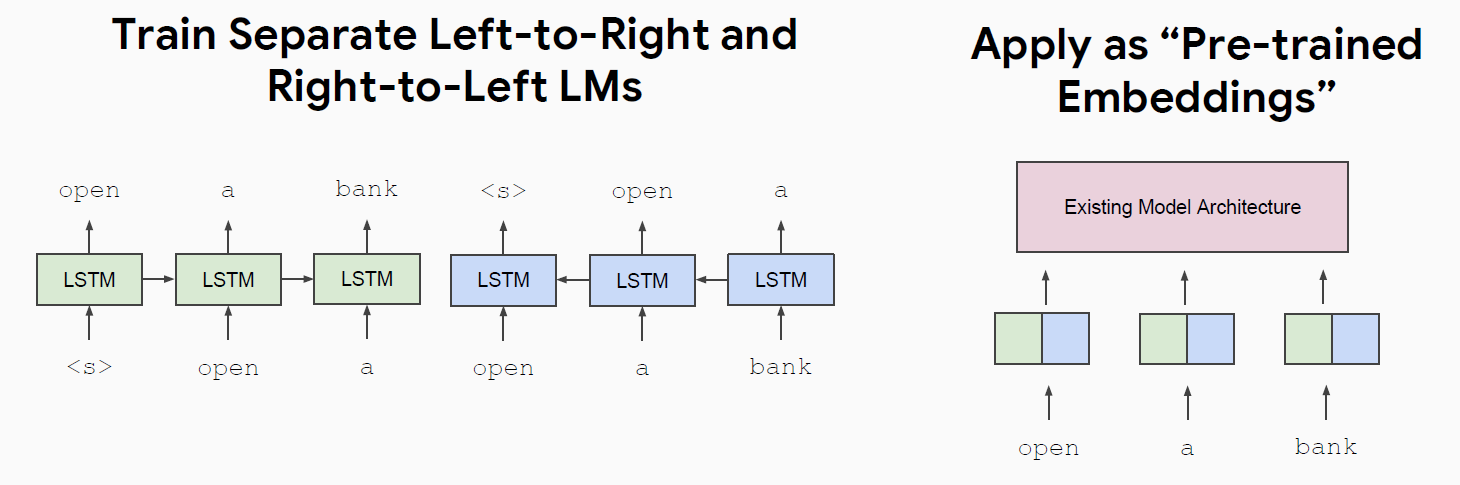 Train Separate Left-to-Right and
Right-to-Left LMs
open a bank
LSTM LSTM LSTM
<s> open a
<s> open a
LSTM LSTM LSTM
open a bank
Apply as “Pre-trained
Embeddings”
Existing Model Architecture
open a bank